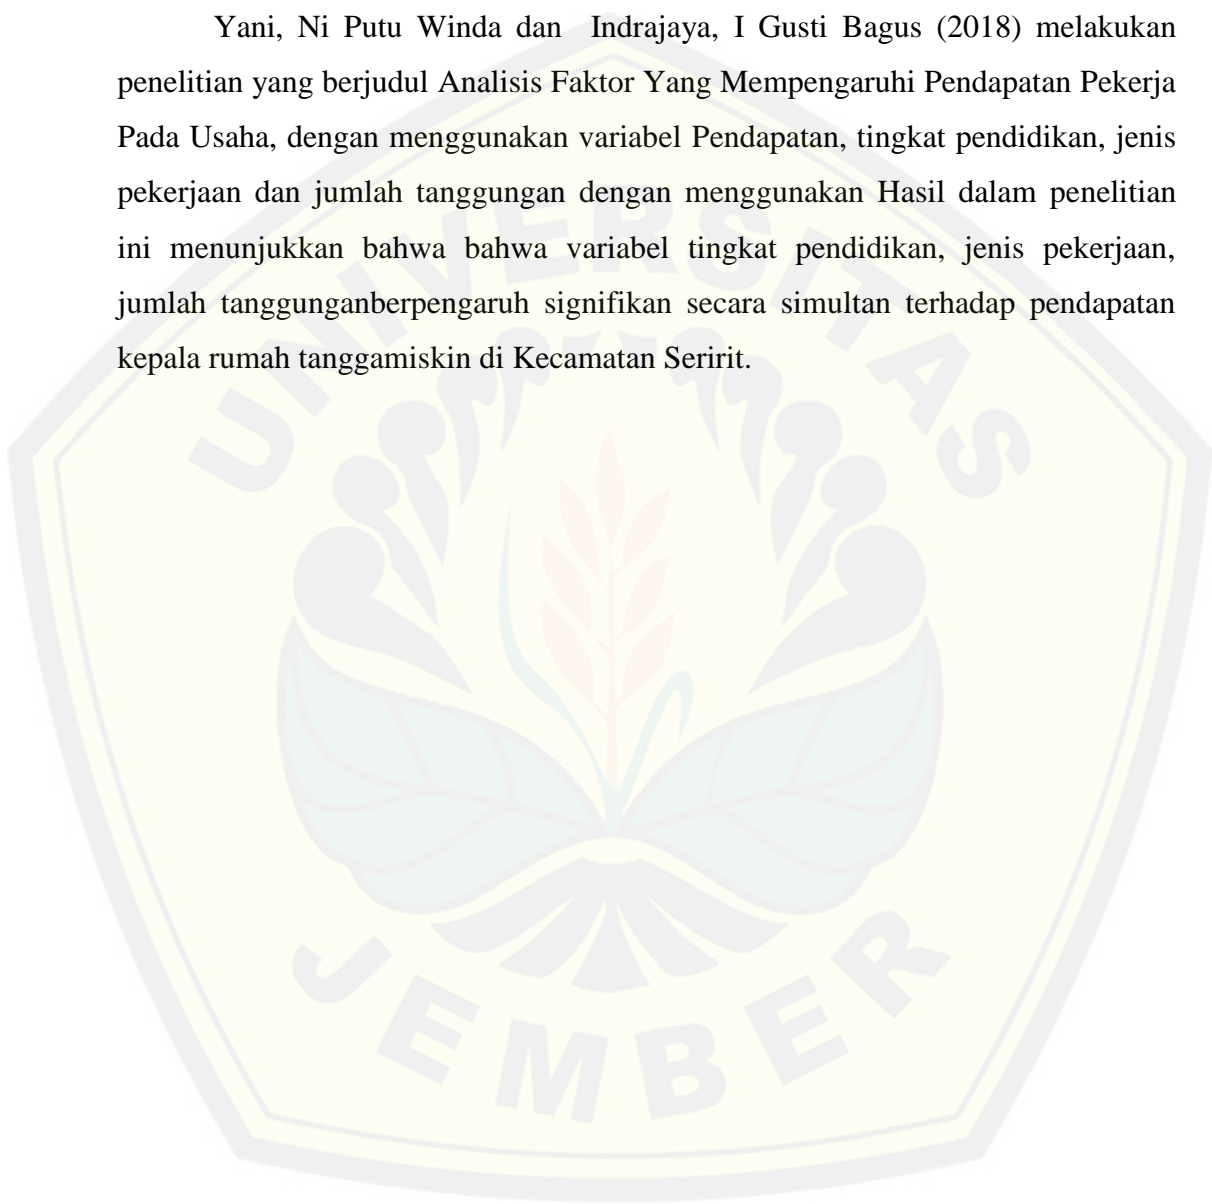 Yani, Ni Putu Winda dan Indrajaya, I Gusti Bagus (2018) melakukan
penelitian yang berjudul Analisis Faktor Yang Mempengaruhi Pendapatan Pekerja
Pada Usaha, dengan menggunakan variabel Pendapatan, tingkat pendidikan, jenis
pekerjaan dan jumlah tanggungan dengan menggunakan Hasil dalam penelitian
ini menunjukkan bahwa bahwa variabel tingkat pendidikan, jenis pekerjaan,
jumlah tanggunganberpengaruh signifikan secara simultan terhadap pendapatan
kepala rumah tanggamiskin di Kecamatan Seririt.
UNIVERSITAS
JEMBER